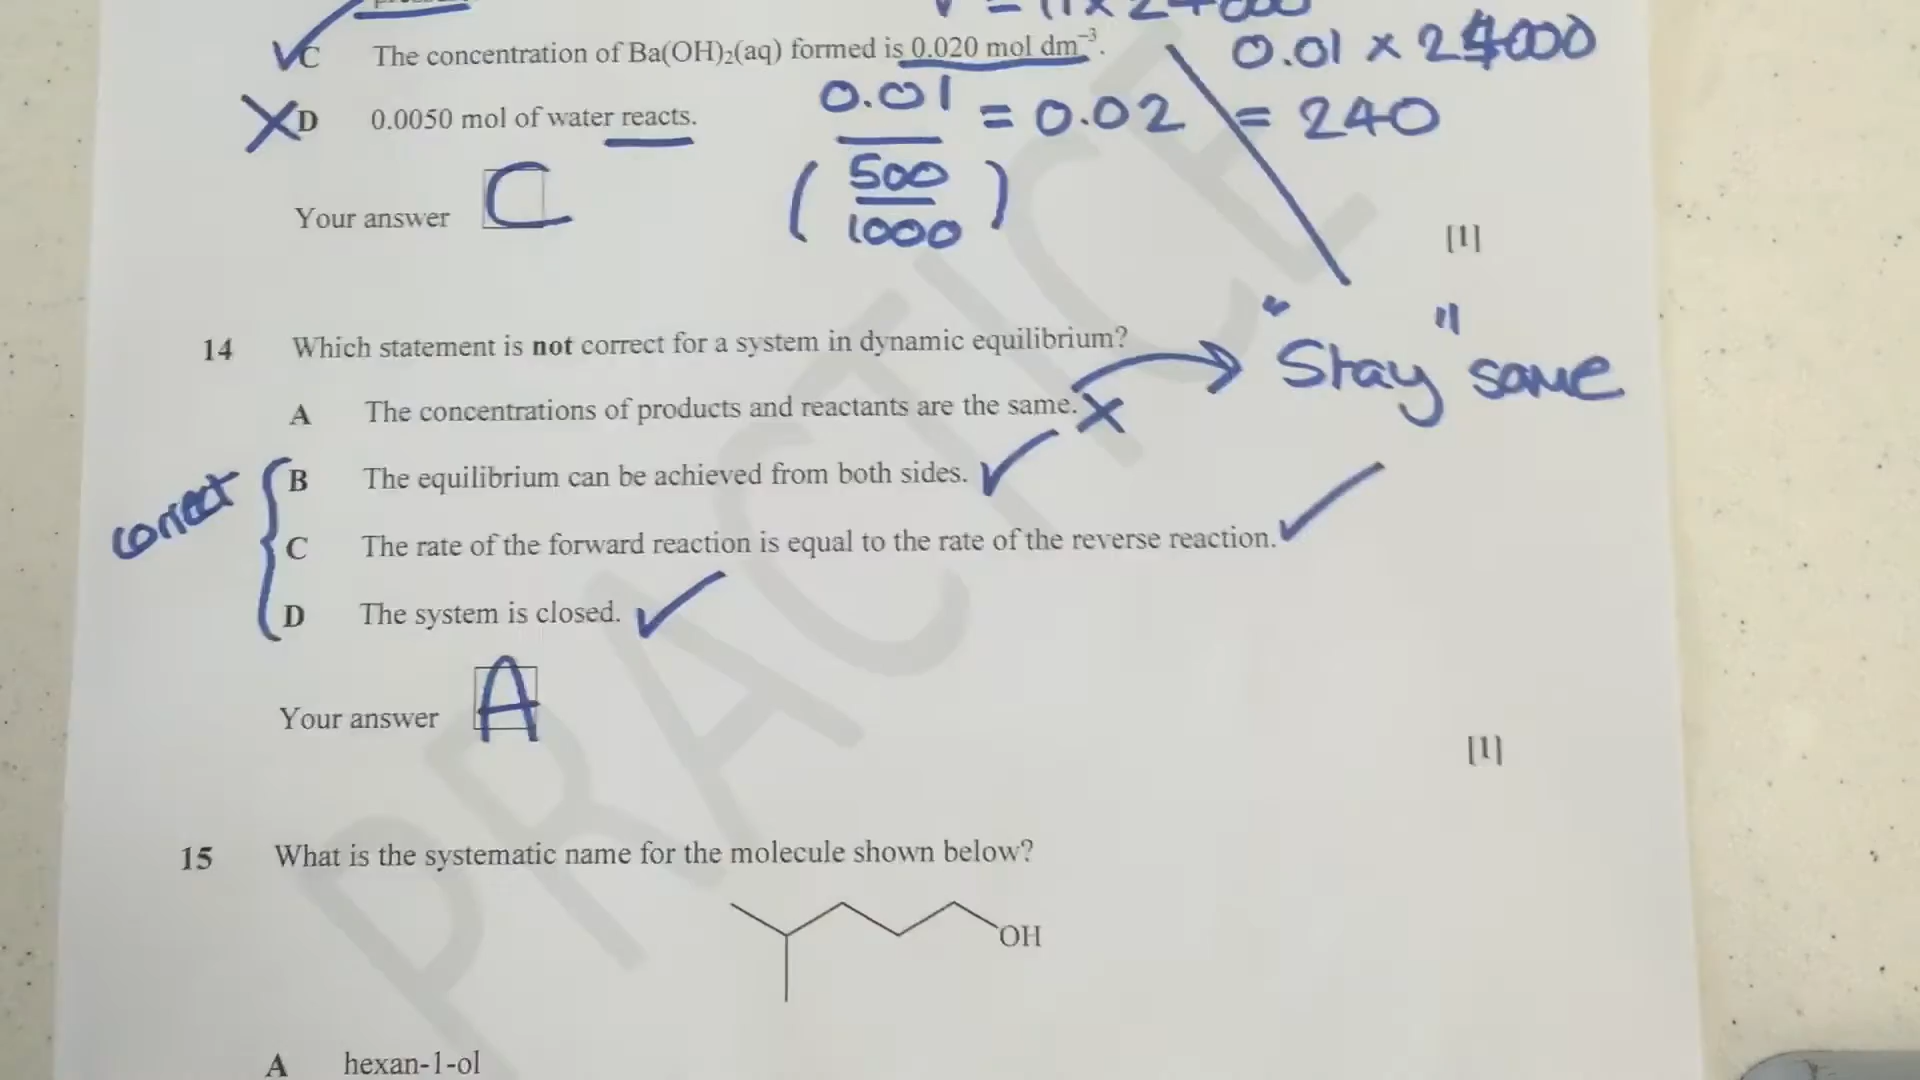 C The concentration of Ba(OH)₂(aq) formed is 0.020 mol dm⁻³.
0.01 × 24000
D 0.0050 mol of water reacts.
0.01 / (500/1000) = 0.02
= 240
Your answer C
[1]
14 Which statement is not correct for a system in dynamic equilibrium?
"Stay" same
A The concentrations of products and reactants are the same.
correct
B The equilibrium can be achieved from both sides.
C The rate of the forward reaction is equal to the rate of the reverse reaction.
D The system is closed.
Your answer A
[1]
15 What is the systematic name for the molecule shown below?
OH
A hexan-1-ol
PRACTICE